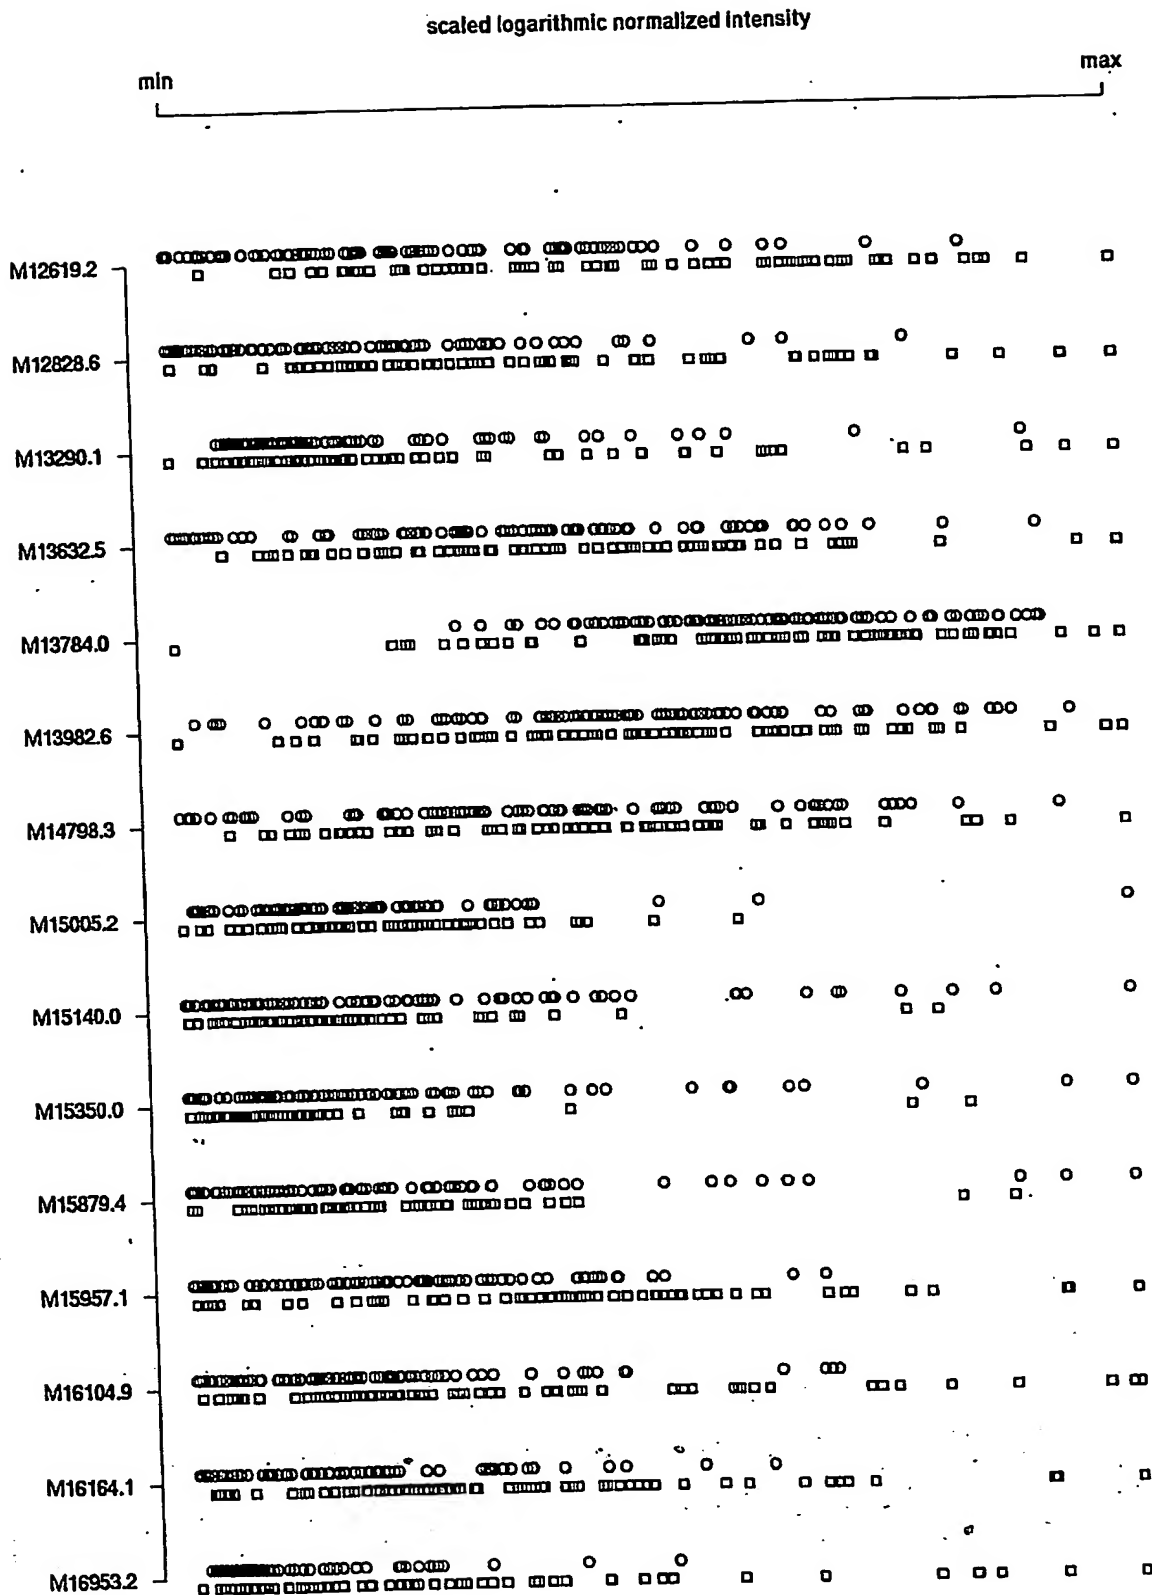 scaled logarithmic normalized intensity
min
max
M12619.2
M12828.6
M13290.1
M13632.5
M13784.0
M13982.6
M14798.3
M15005.2
M15140.0
M15350.0
M15879.4
M15957.1
M16104.9
M16164.1
M16953.2